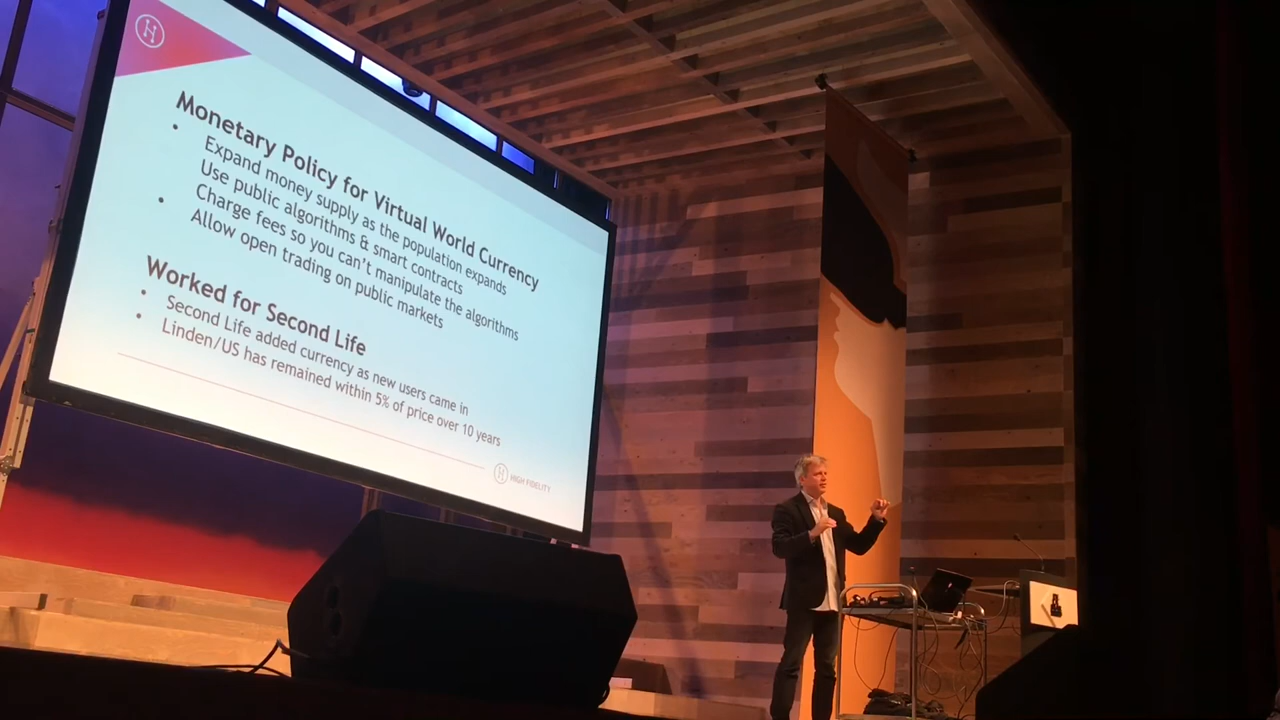 Monetary Policy for Virtual World Currency
• Expand money supply as the population expands
Use public algorithms & smart contracts
• Charge fees so you can't manipulate the algorithms
Allow open trading on public markets
Worked for Second Life
• Second Life added currency as new users came in
• Linden/US has remained within 5% of price over 10 years
HIGH FIDELITY